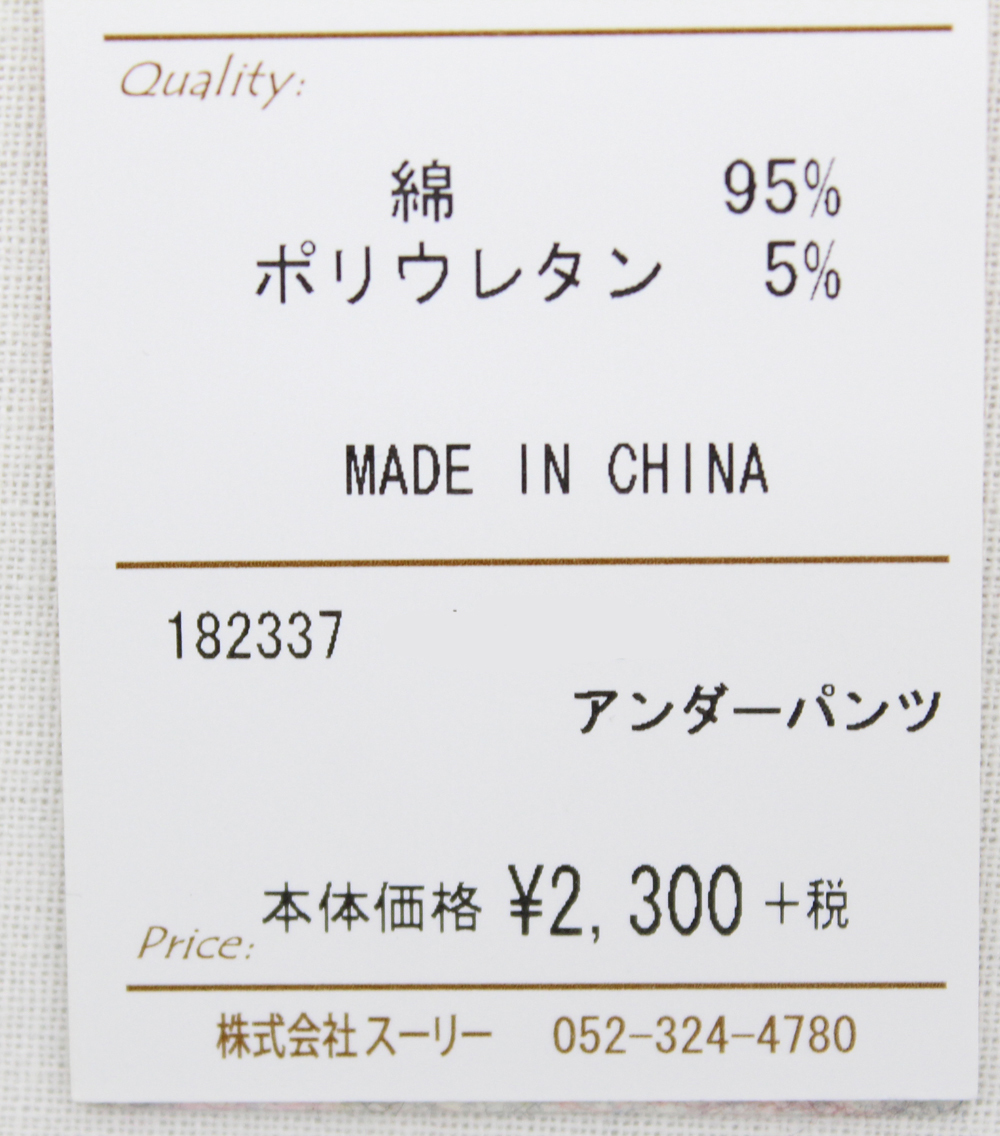 Quality:
綿 95%
ポリウレタン 5%
MADE IN CHINA
182337
アンダーパンツ
Price: 本体価格 ¥2,300+税
株式会社スーリー 052-324-4780